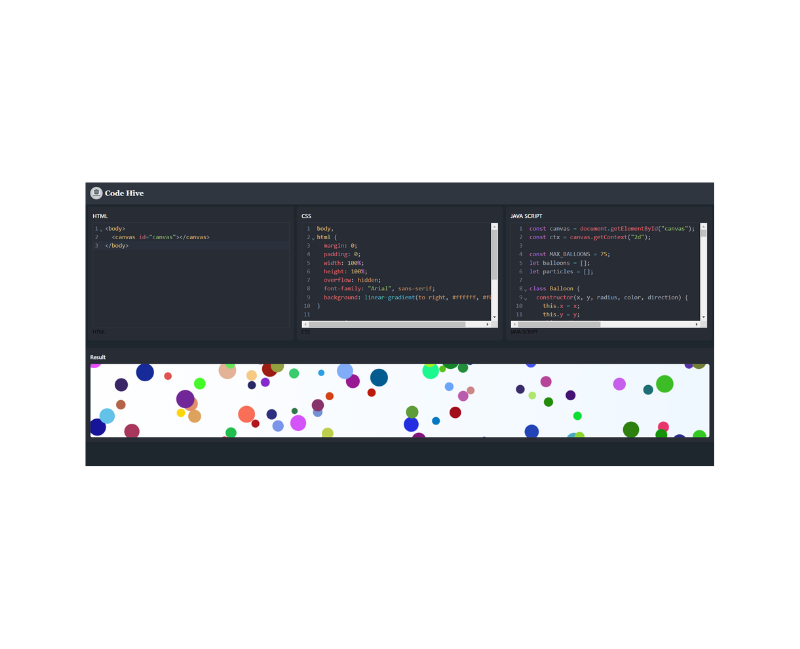 Code Hive
HTML
1 <body>
2 <canvas id="canvas"></canvas>
3 </body>
HTML
CSS
1 body,
2 html {
3 margin: 0;
4 padding: 0;
5 width: 100%;
6 height: 100%;
7 overflow: hidden;
8 font-family: "Arial", sans-serif;
9 background: linear-gradient(to right, #ffffff,
10 }
11
CSS
JAVA SCRIPT
1 const canvas = document.getElementById("canvas");
2 const ctx = canvas.getContext("2d");
3
4 const MAX_BALLOONS = 75;
5 let balloons = [];
6 let particles = [];
7
8 class Balloon {
9 constructor(x, y, radius, color, direction) {
10 this.x = x;
11 this.y = y;
JAVA SCRIPT
Result